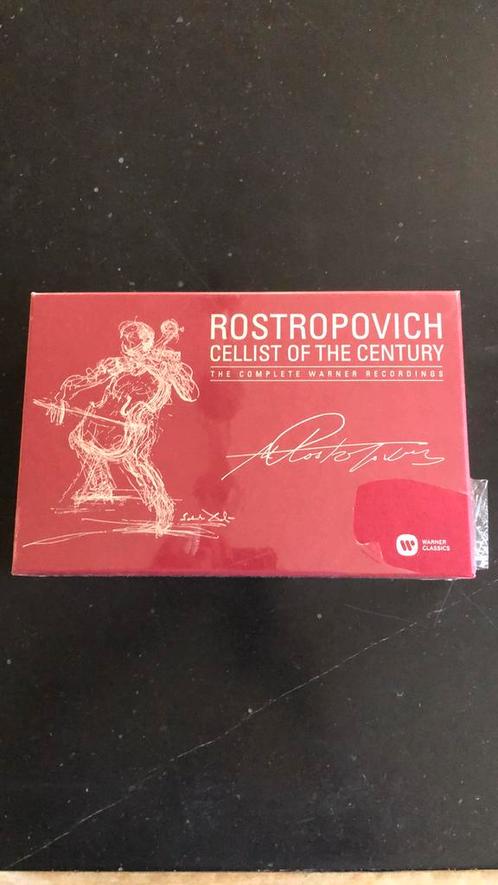 ROSTROPOVICH
CELLIST OF THE CENTURY
THE COMPLETE WARNER RECORDINGS
WARNER
CLASSICS